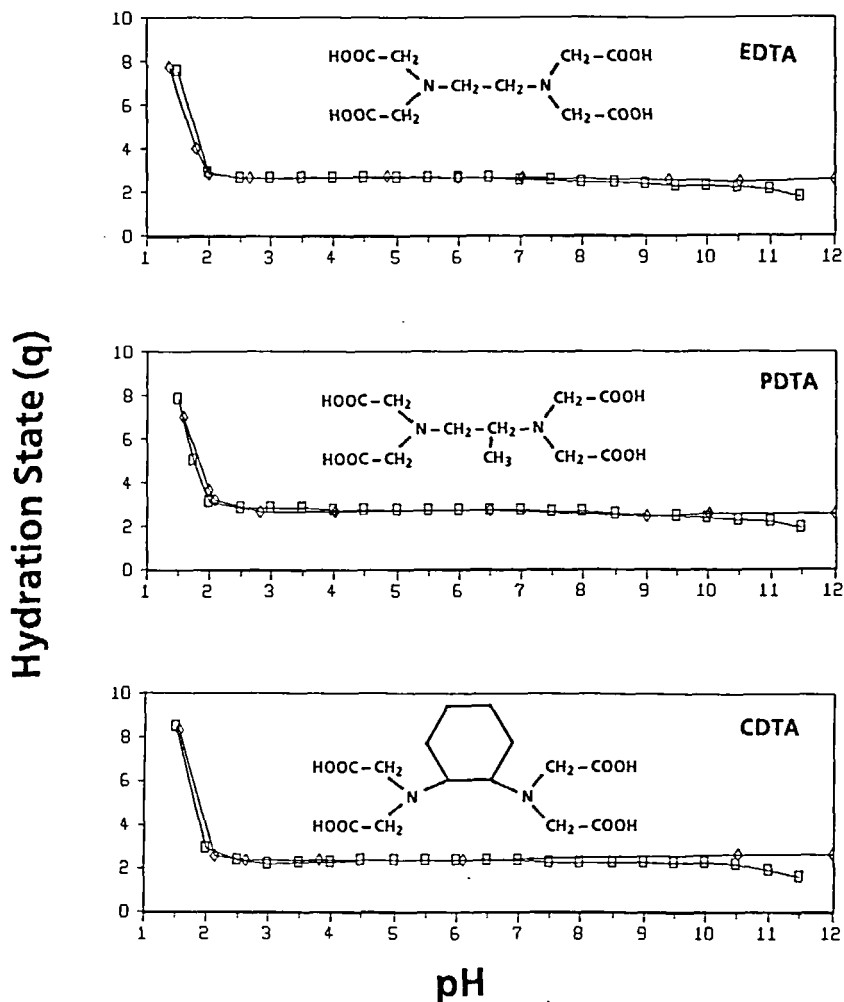 Hydration State (q)
10
8
6
4
2
0
EDTA
HOOC-CH2
CH2-COOH
N-CH2-CH2-N
HOOC-CH2
CH2-COOH
1 2 3 4 5 6 7 8 9 10 11 12
10
8
6
4
2
0
PDTA
HOOC-CH2
CH2-COOH
N-CH2-CH2-N
HOOC-CH2
CH3
CH2-COOH
1 2 3 4 5 6 7 8 9 10 11 12
10
8
6
4
2
0
CDTA
HOOC-CH2
CH2-COOH
N
N
HOOC-CH2
CH2-COOH
1 2 3 4 5 6 7 8 9 10 11 12
pH